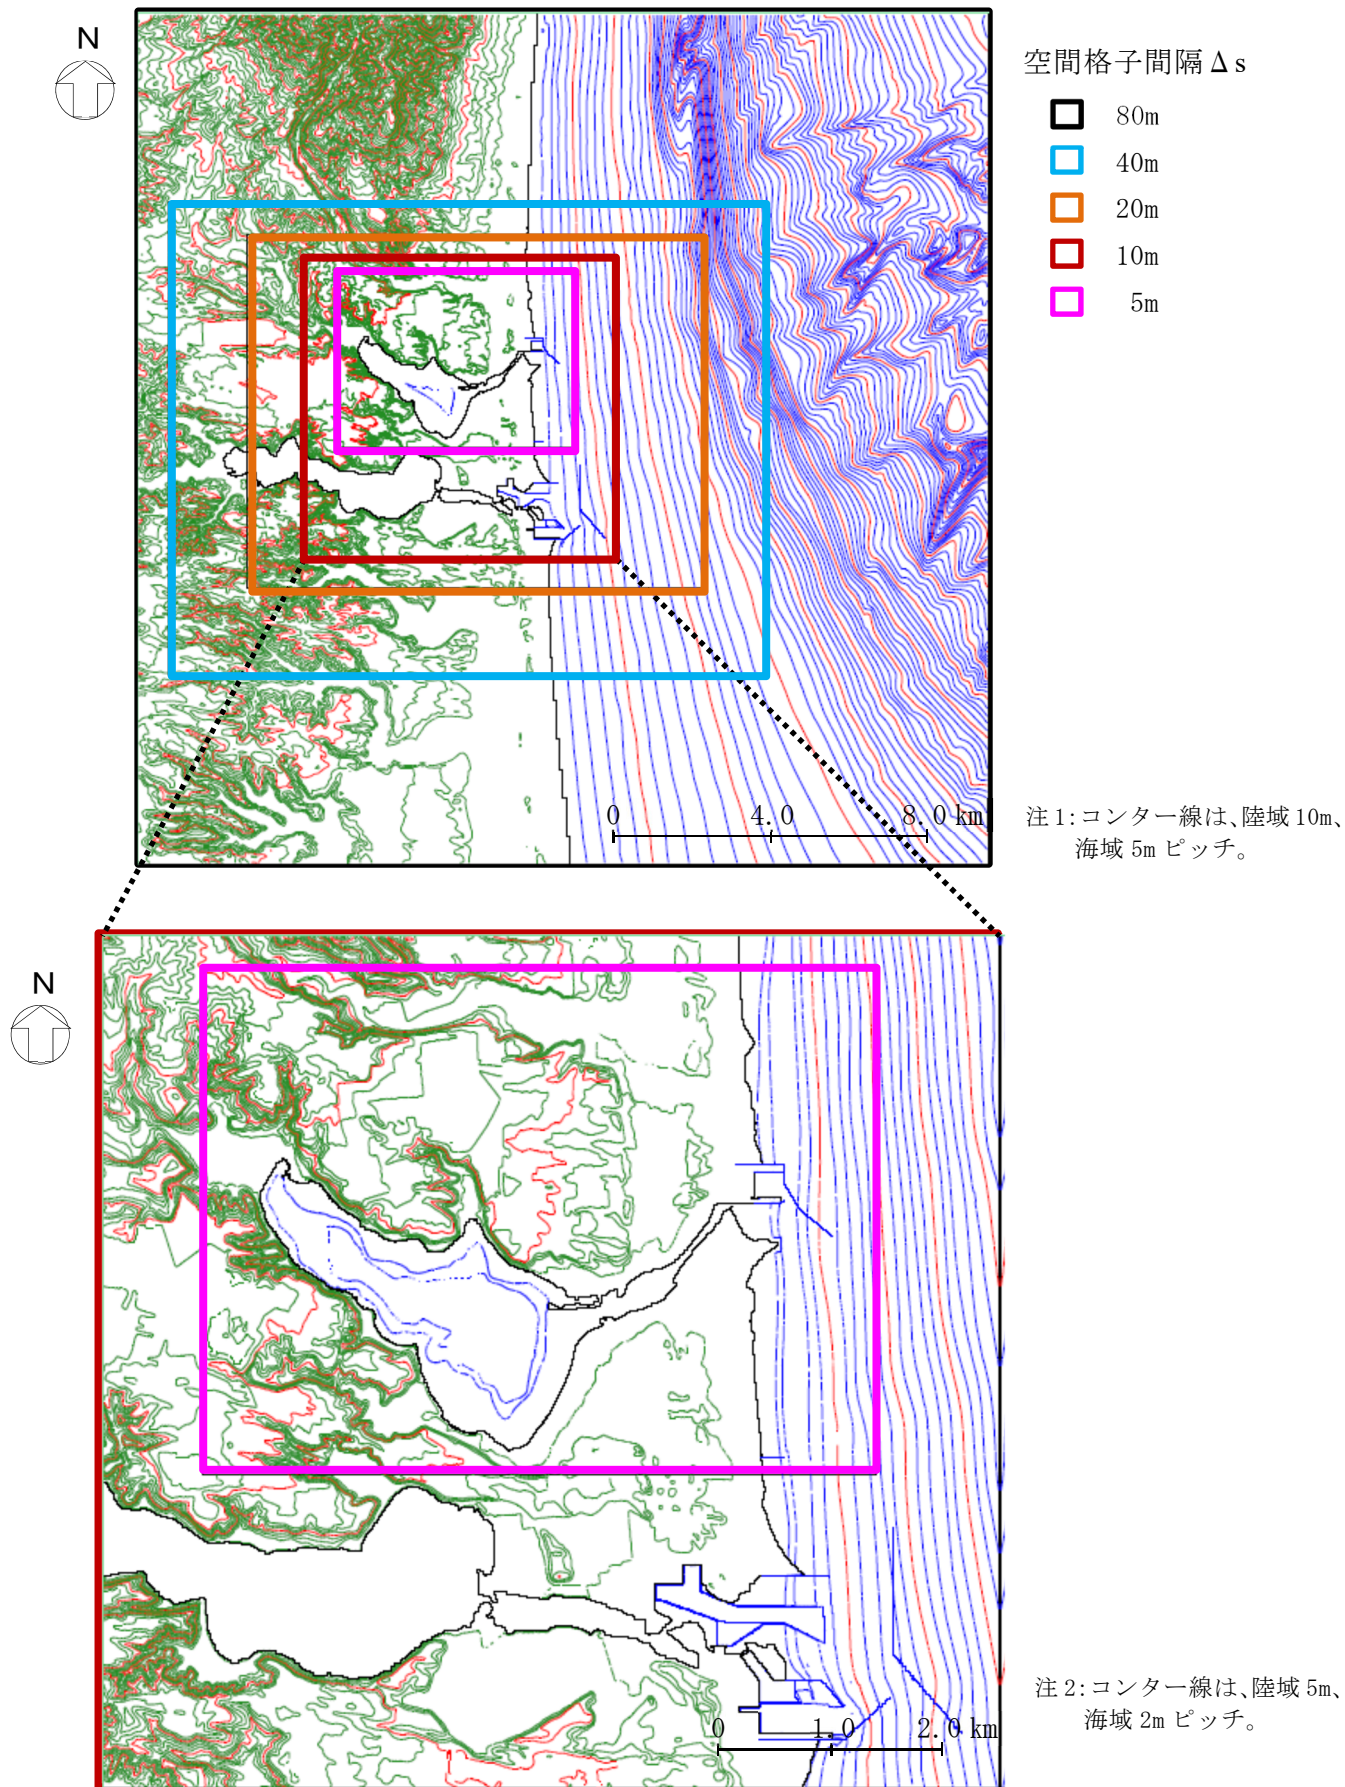 N
空間格子間隔Δs
80m
40m
20m
10m
5m
0 4.0 8.0 km
注1:コンター線は、陸域10m、
海域5mピッチ。
N
注2:コンター線は、陸域5m、
海域2mピッチ。
0 1.0 2.0 km